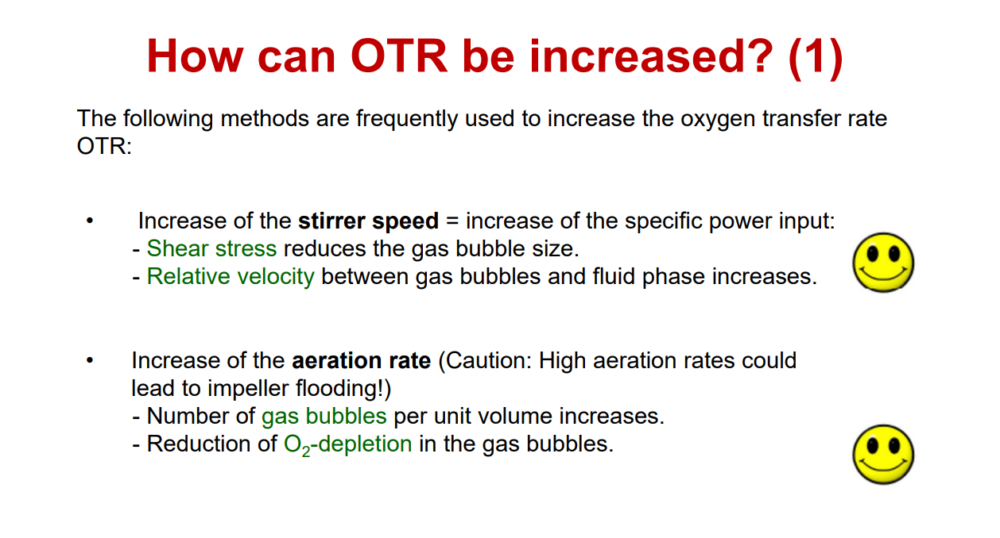 How can OTR be increased? (1)
The following methods are frequently used to increase the oxygen transfer rate
OTR:
• Increase of the stirrer speed = increase of the specific power input:
- Shear stress reduces the gas bubble size.
- Relative velocity between gas bubbles and fluid phase increases.
• Increase of the aeration rate (Caution: High aeration rates could
lead to impeller flooding!)
- Number of gas bubbles per unit volume increases.
- Reduction of O₂-depletion in the gas bubbles.